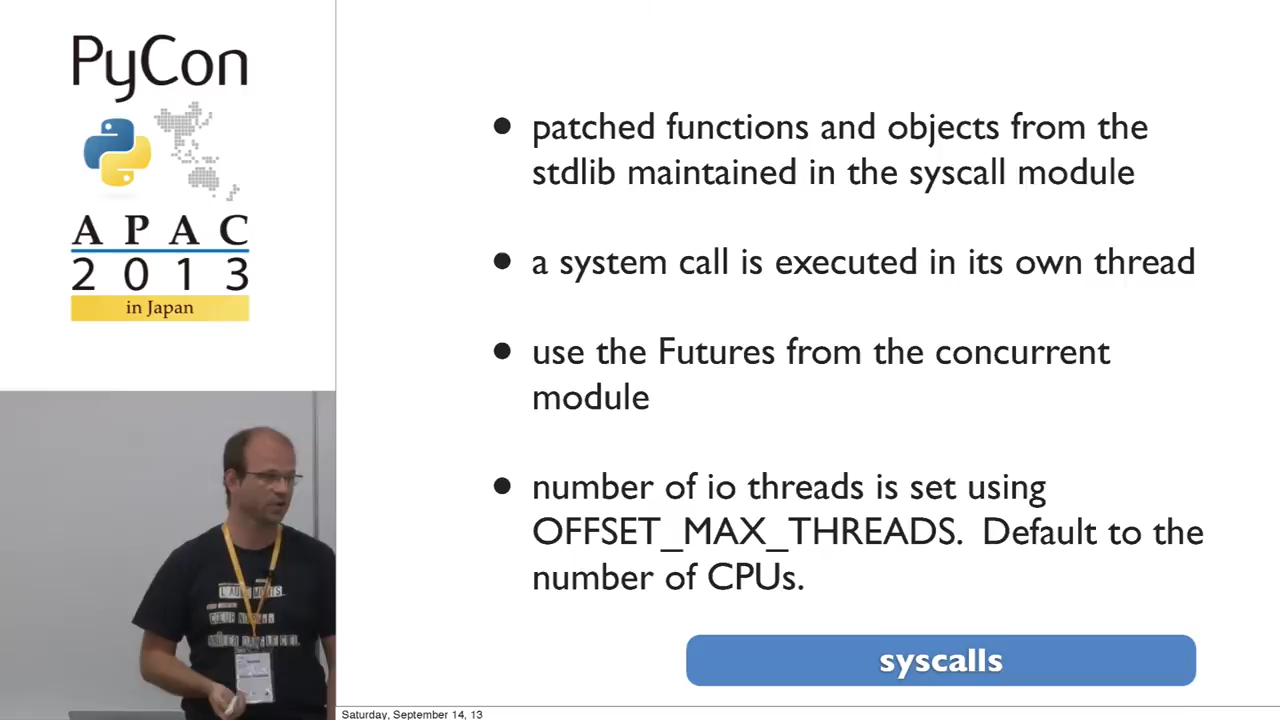 PyCon
APAC
2013
in Japan
• patched functions and objects from the
stdlib maintained in the syscall module
• a system call is executed in its own thread
• use the Futures from the concurrent
module
• number of io threads is set using
OFFSET_MAX_THREADS. Default to the
number of CPUs.
syscalls
Saturday, September 14, 13